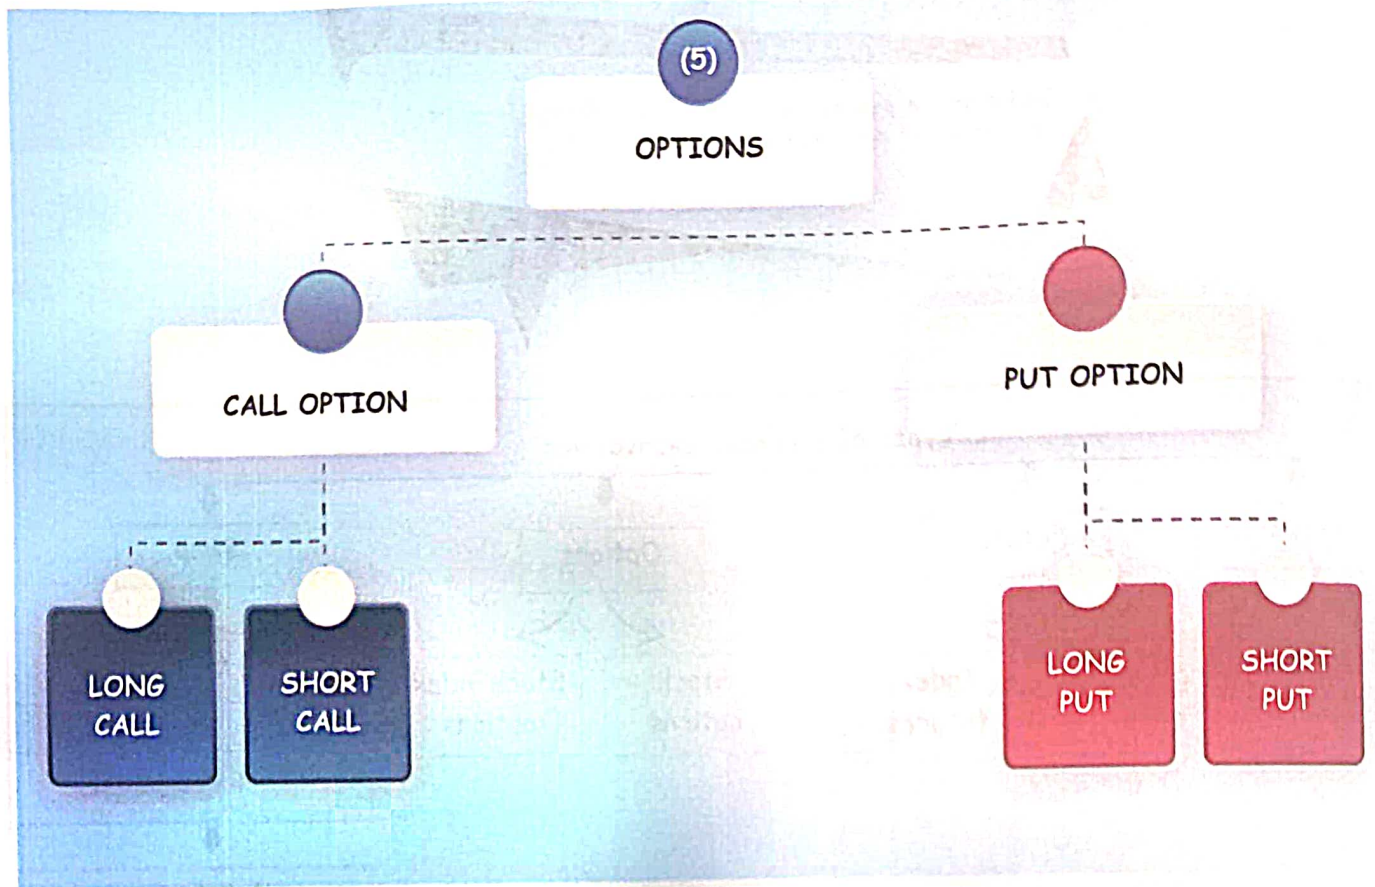 (5)
OPTIONS
CALL OPTION
PUT OPTION
LONG
CALL
SHORT
CALL
LONG
PUT
SHORT
PUT